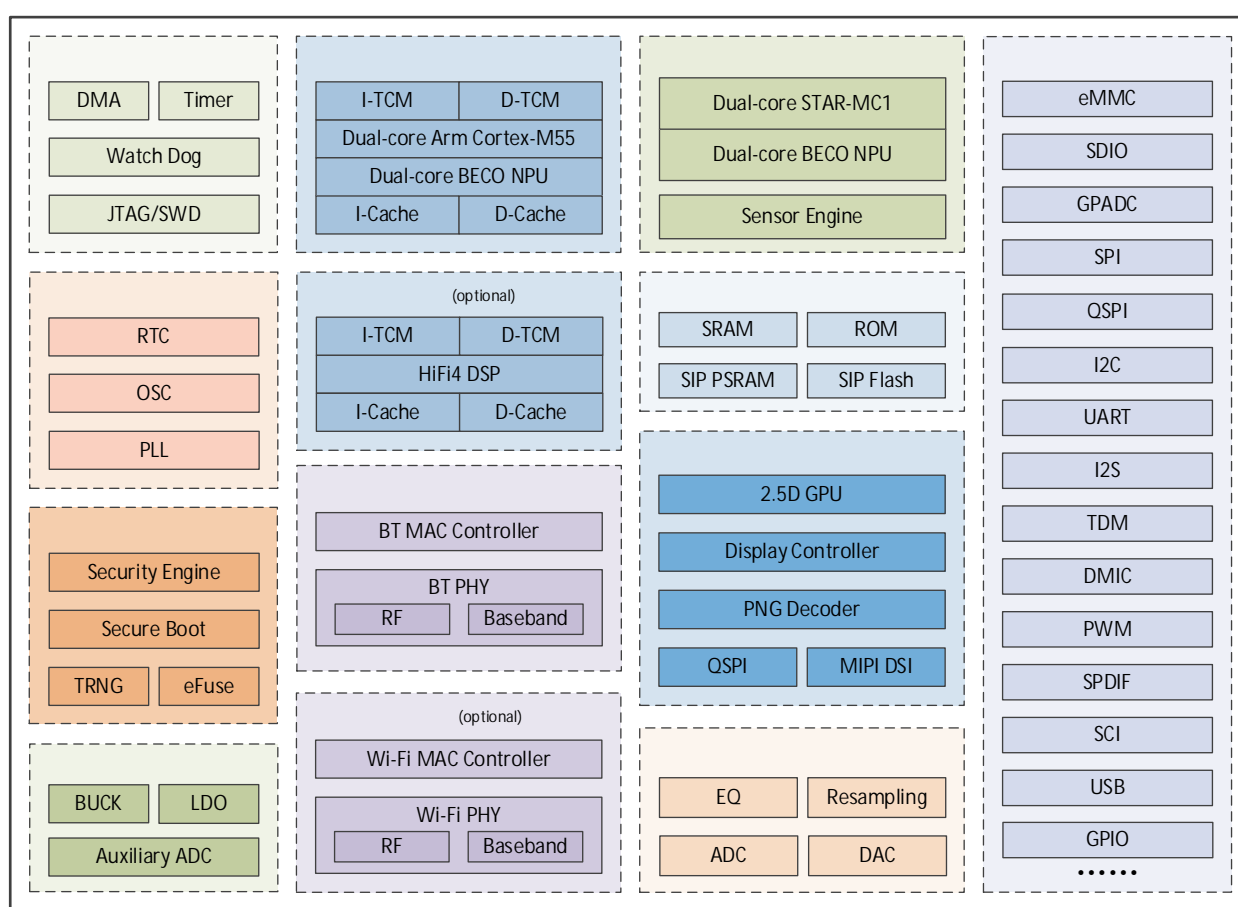 DMA
Timer
Watch Dog
JTAG/SWD
RTC
OSC
PLL
Security Engine
Secure Boot
TRNG
eFuse
BUCK
LDO
Auxiliary ADC
I-TCM
D-TCM
Dual-core Arm Cortex-M55
Dual-core BECO NPU
I-Cache
D-Cache
(optional)
I-TCM
D-TCM
HiFi4 DSP
I-Cache
D-Cache
BT MAC Controller
BT PHY
RF
Baseband
(optional)
Wi-Fi MAC Controller
Wi-Fi PHY
RF
Baseband
Dual-core STAR-MC1
Dual-core BECO NPU
Sensor Engine
SRAM
ROM
SIP PSRAM
SIP Flash
2.5D GPU
Display Controller
PNG Decoder
QSPI
MIPI DSI
EQ
Resampling
ADC
DAC
eMMC
SDIO
GPADC
SPI
QSPI
I2C
UART
I2S
TDM
DMIC
PWM
SPDIF
SCI
USB
GPIO
••••••